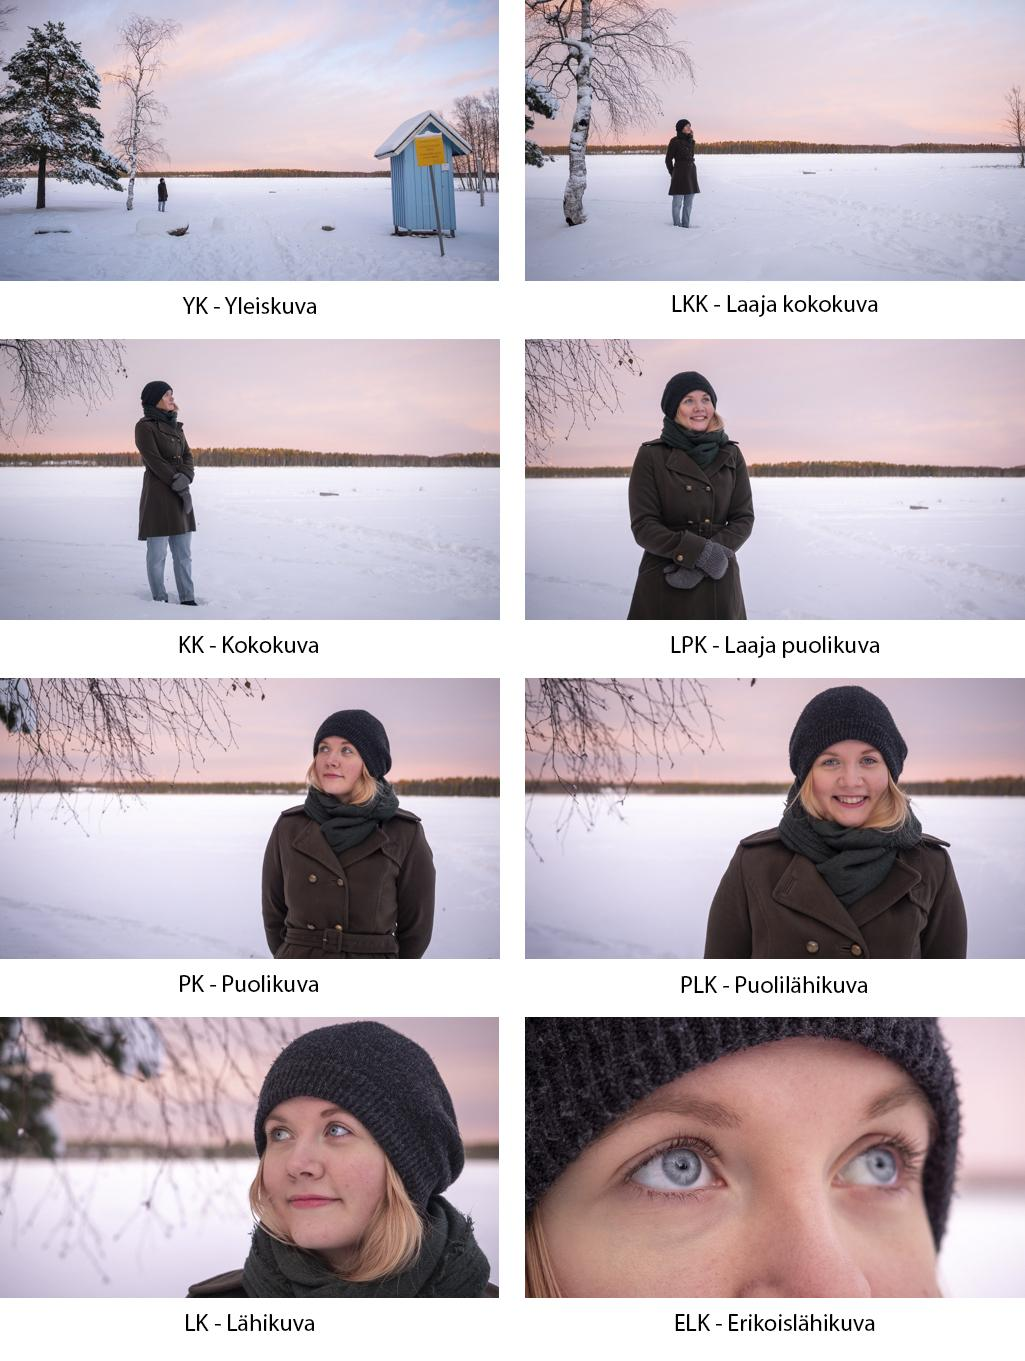 YK - Yleiskuva
LKK - Laaja kokokuva
KK - Kokokuva
LPK - Laaja puolikuva
PK - Puolikuva
PLK - Puolilähikuva
LK - Lähikuva
ELK - Erikoislähikuva